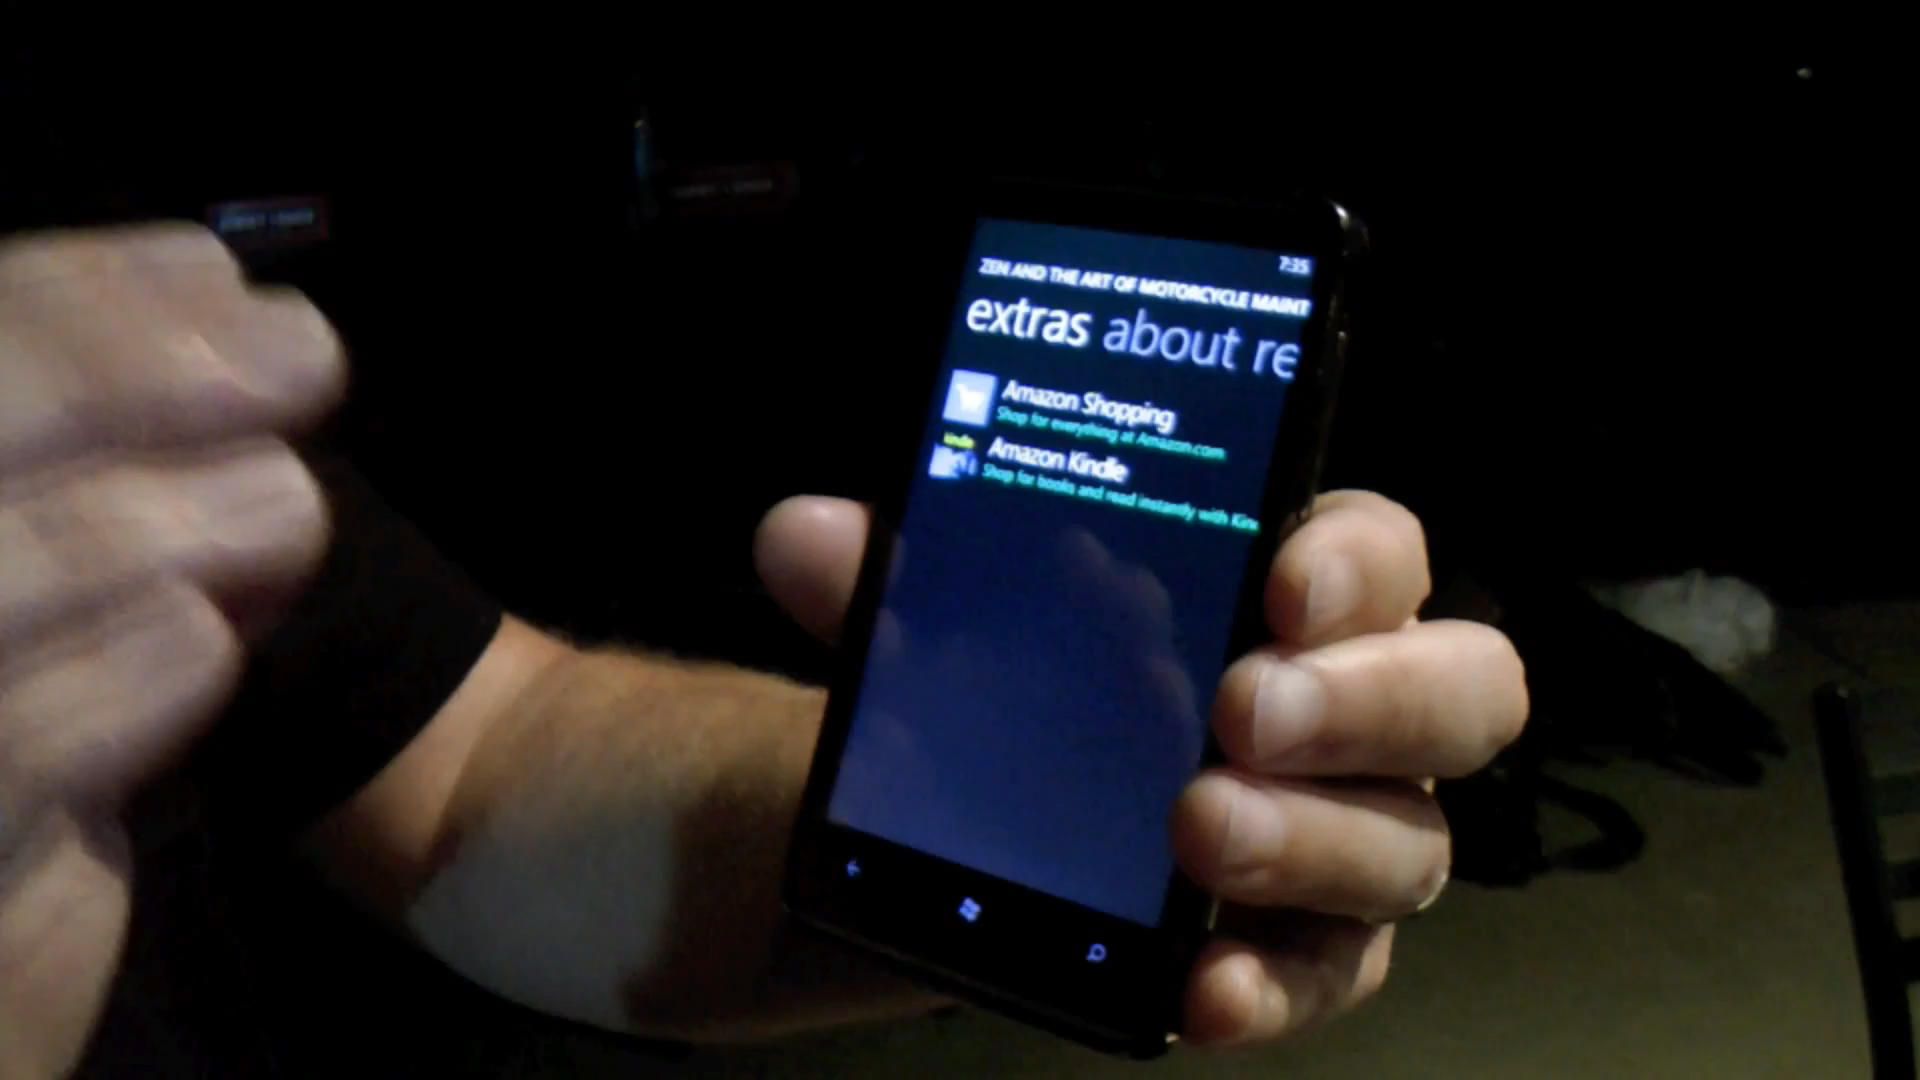 7:35
ZEN AND THE ART OF MOTORCYCLE MAINT
extras about re
Amazon Shopping
Shop for everything at Amazon.com
kindle
Amazon Kindle
Shop for books and read instantly with Kin